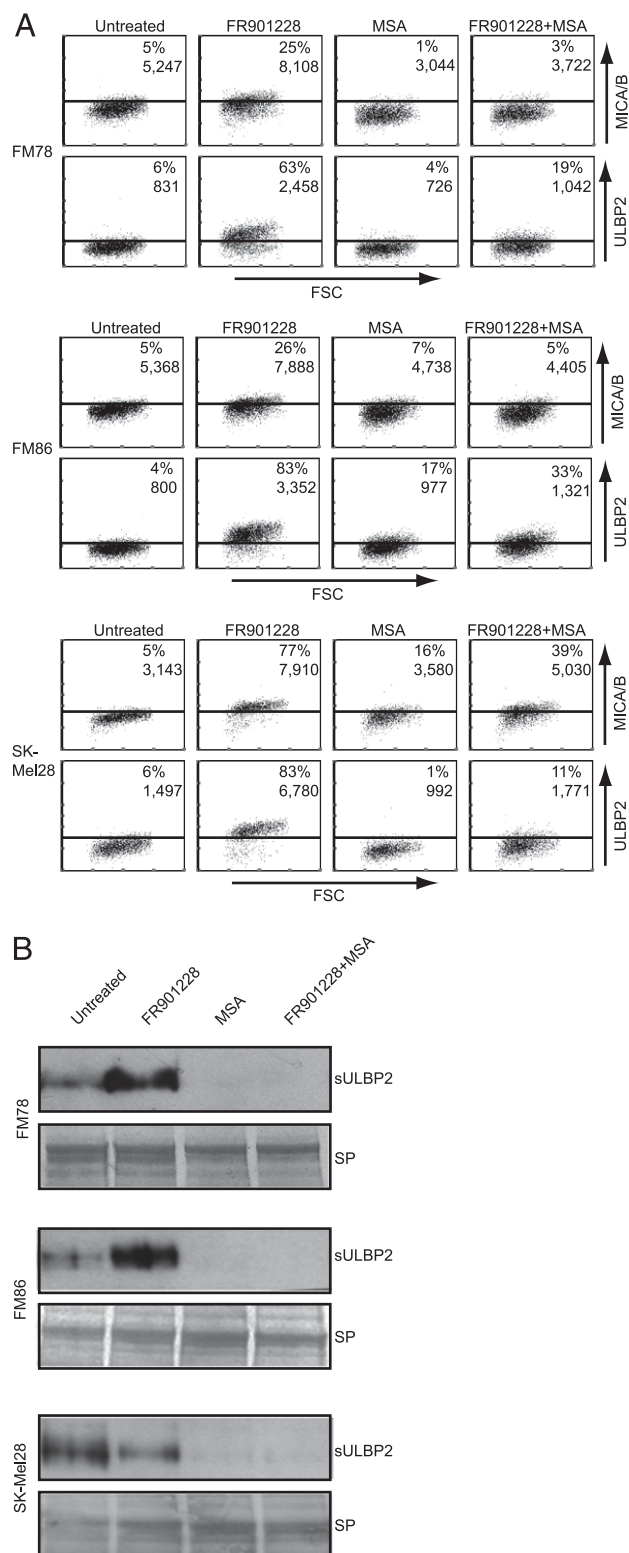 A
Untreated FR901228 MSA FR901228+MSA
5% 25% 1% 3%
5,247 8,108 3,044 3,722
MICA/B
FM78
6% 63% 4% 19%
831 2,458 726 1,042
ULBP2
FSC
Untreated FR901228 MSA FR901228+MSA
5% 26% 7% 5%
5,368 7,888 4,738 4,405
MICA/B
FM86
4% 83% 17% 33%
800 3,352 977 1,321
ULBP2
FSC
Untreated FR901228 MSA FR901228+MSA
5% 77% 16% 39%
3,143 7,910 3,580 5,030
MICA/B
SK-
Mel28
6% 83% 1% 11%
1,497 6,780 992 1,771
ULBP2
FSC
B
Untreated FR901228 MSA FR901228+MSA
FM78
sULBP2
SP
FM86
sULBP2
SP
SK-Mel28
sULBP2
SP